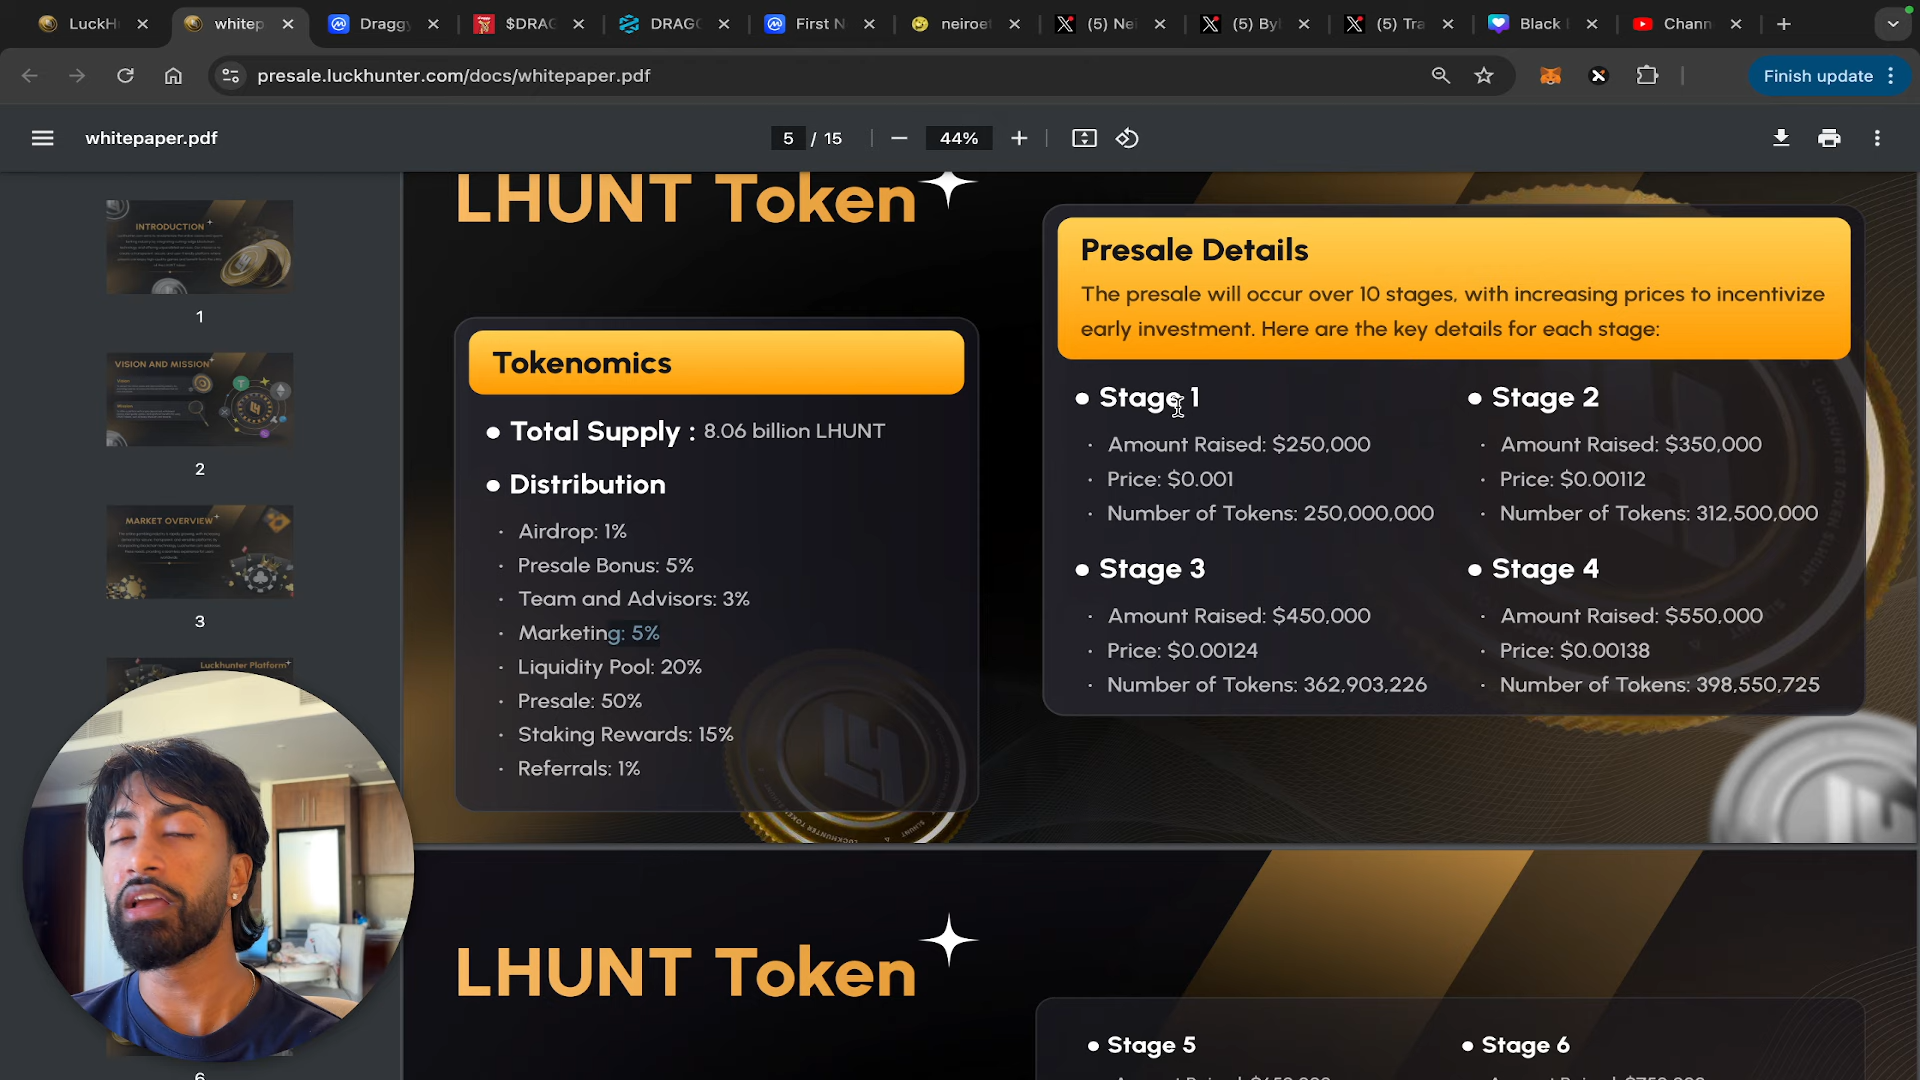 LuckH
whitep
Draggy
$DRAG
DRAGO
First N
neiroet
(5) Nei
(5) Byl
(5) Tra
Black
Chann
presale.luckhunter.com/docs/whitepaper.pdf
Finish update
whitepaper.pdf
5 / 15
44%
INTRODUCTION
1
VISION AND MISSION
2
MARKET OVERVIEW
3
Luckhunter Platform
6
LHUNT Token
Tokenomics
Total Supply : 8.06 billion LHUNT
Distribution
Airdrop: 1%
Presale Bonus: 5%
Team and Advisors: 3%
Marketing: 5%
Liquidity Pool: 20%
Presale: 50%
Staking Rewards: 15%
Referrals: 1%
Presale Details
The presale will occur over 10 stages, with increasing prices to incentivize
early investment. Here are the key details for each stage:
Stage 1
Amount Raised: $250,000
Price: $0.001
Number of Tokens: 250,000,000
Stage 2
Amount Raised: $350,000
Price: $0.00112
Number of Tokens: 312,500,000
Stage 3
Amount Raised: $450,000
Price: $0.00124
Number of Tokens: 362,903,226
Stage 4
Amount Raised: $550,000
Price: $0.00138
Number of Tokens: 398,550,725
LHUNT Token
Stage 5
Stage 6